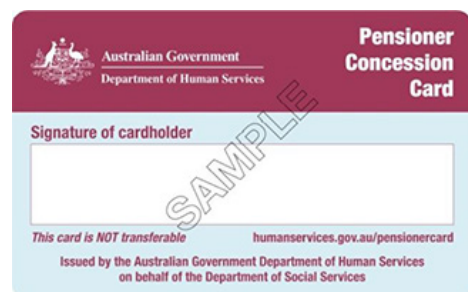 Australian Government
Department of Human Services
Pensioner
Concession
Card
Signature of cardholder
SAMPLE
This card is NOT transferable
humanservices.gov.au/pensionercard
Issued by the Australian Government Department of Human Services
on behalf of the Department of Social Services